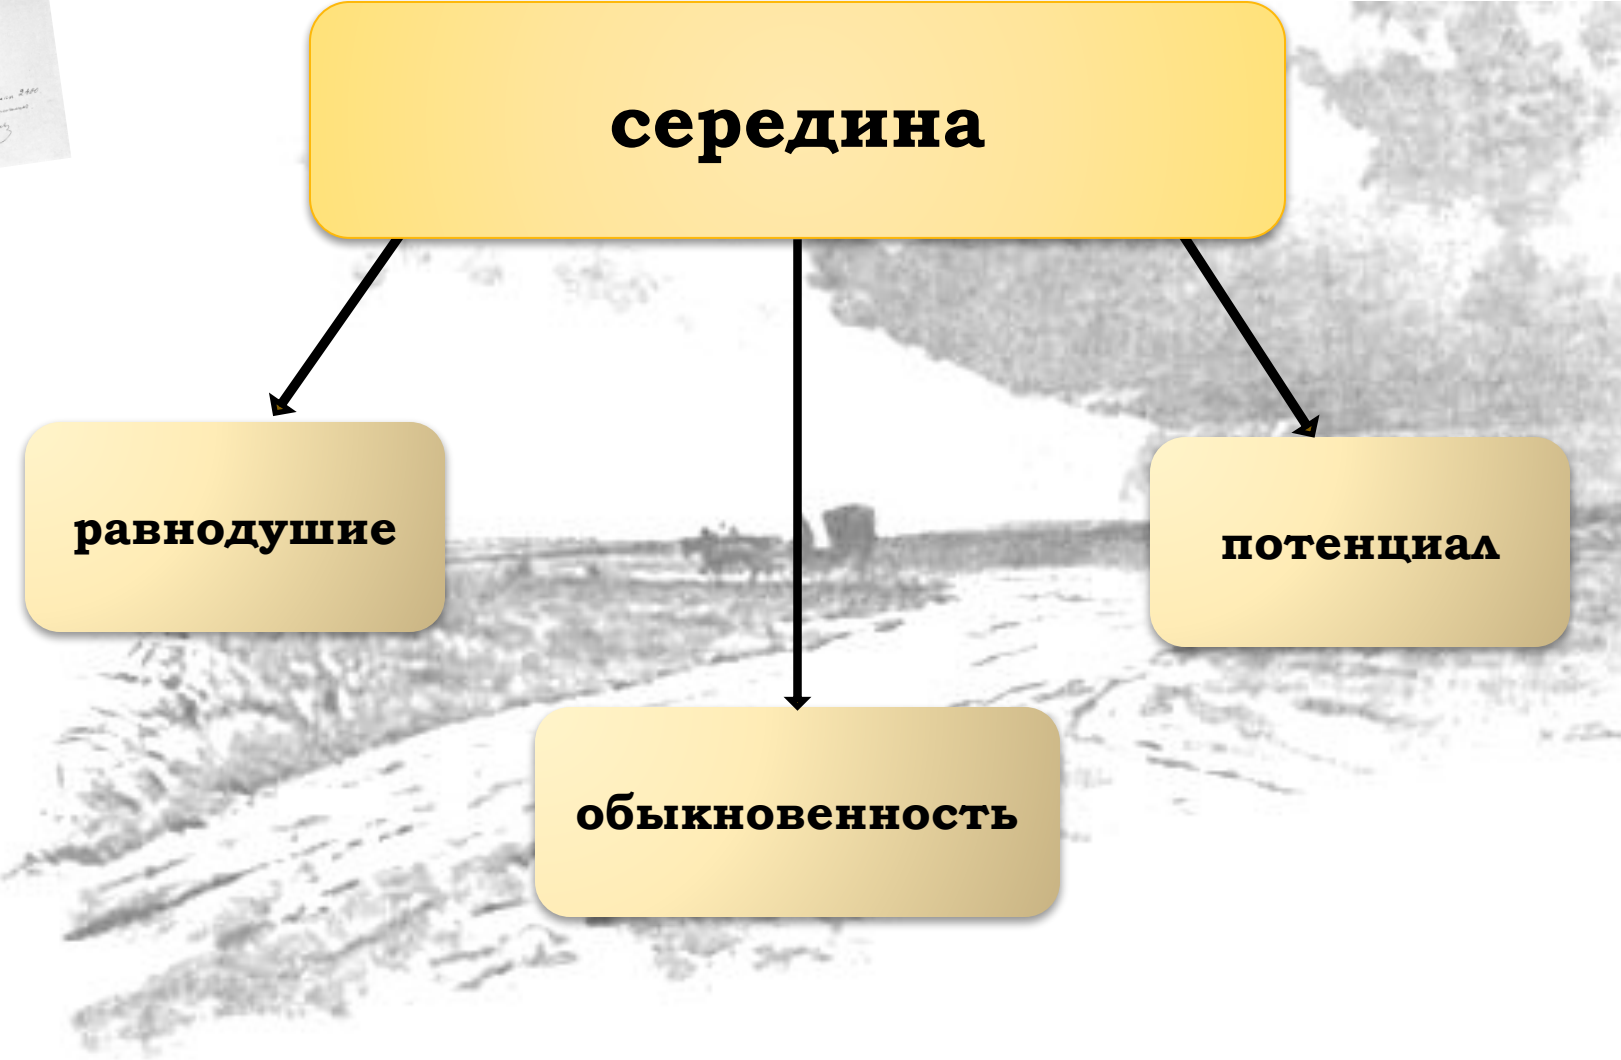 середина
равнодушие
потенциал
обыкновенность